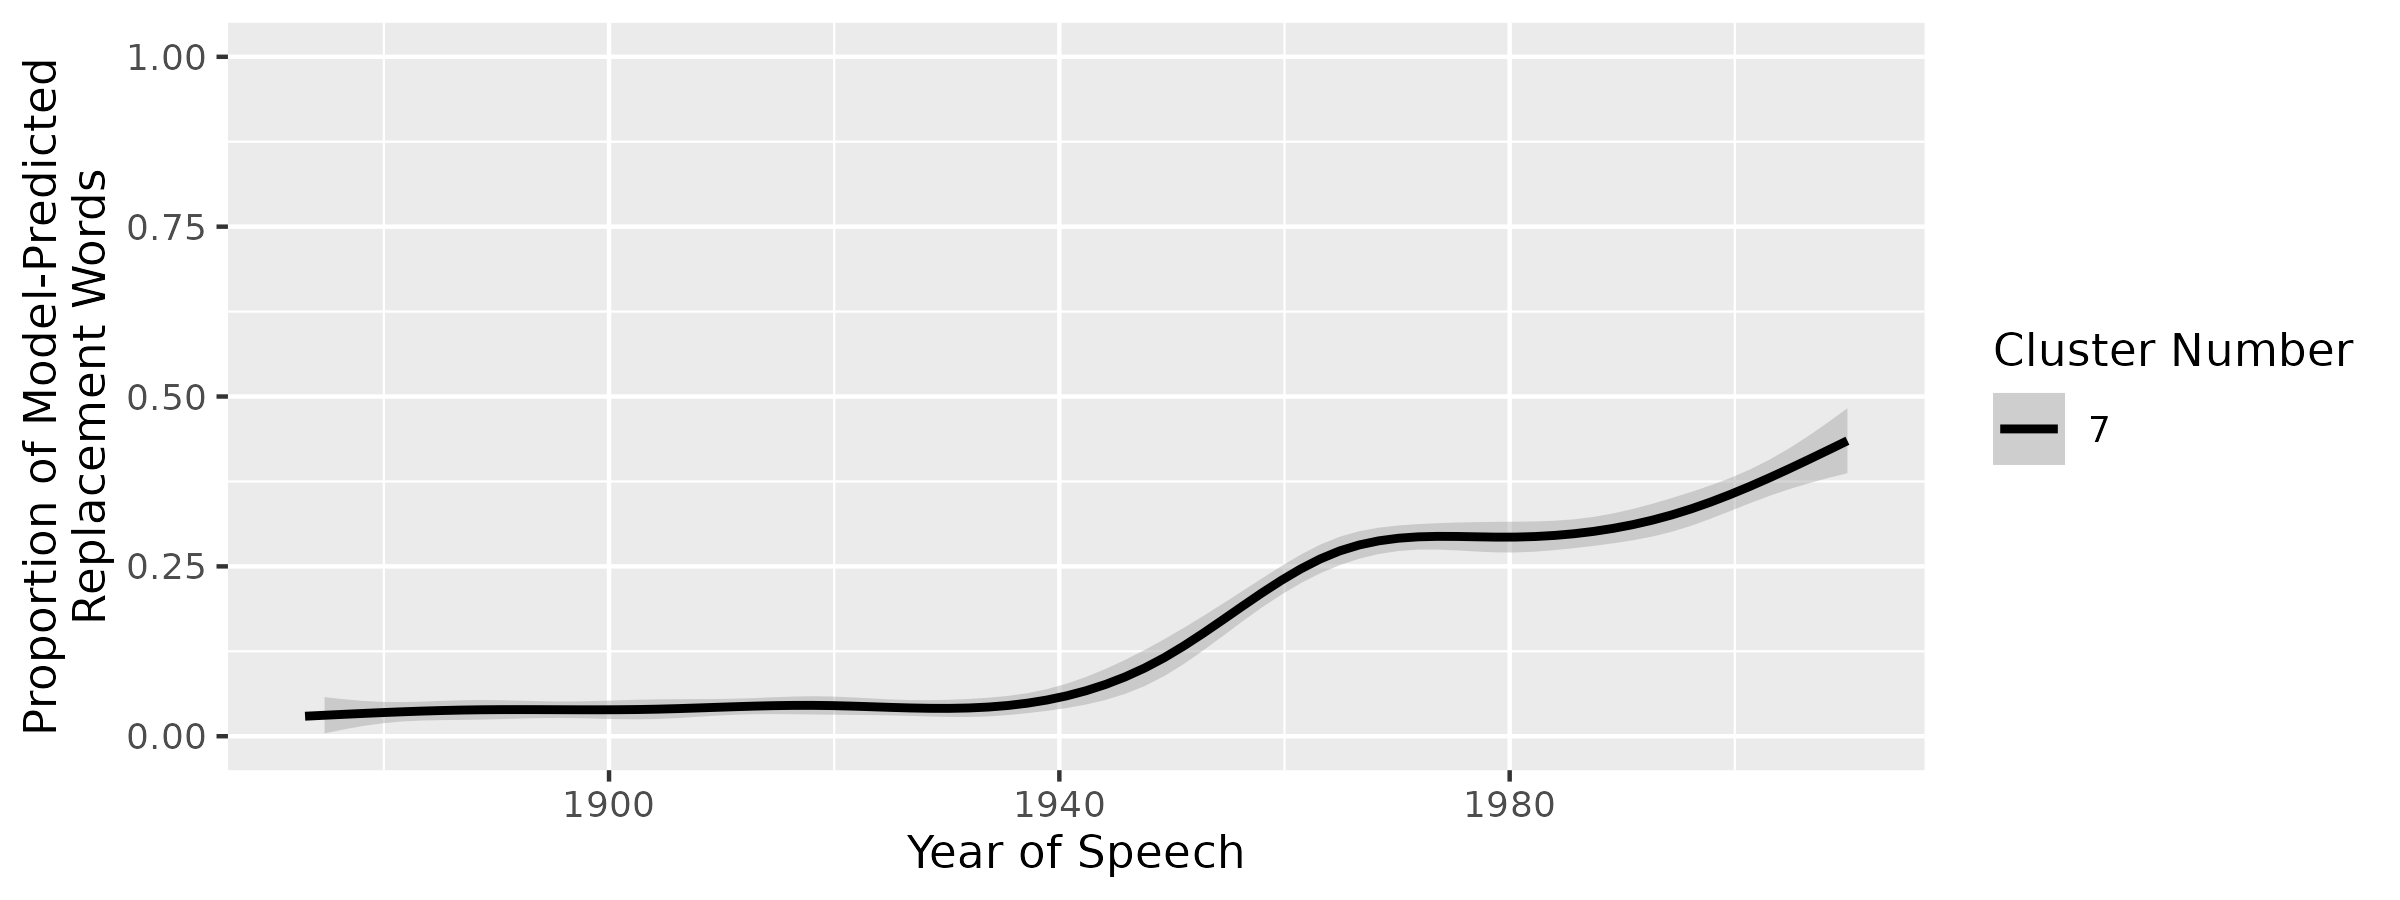 Proportion of Model-Predicted
Replacement Words
1.00
0.75
0.50
0.25
0.00
1900
1940
1980
Year of Speech
Cluster Number
7